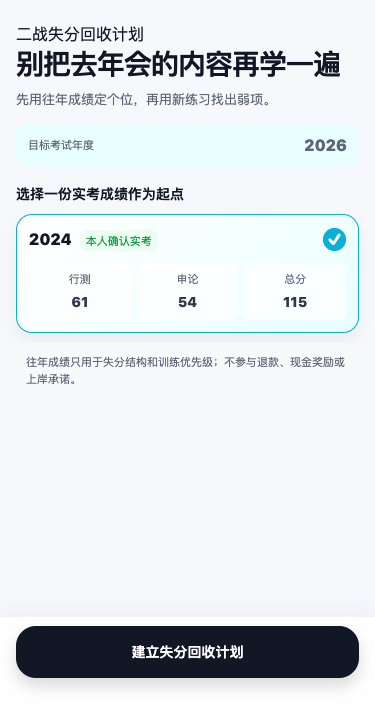 二战失分回收计划
别把去年会的内容再学一遍
先用往年成绩定个位，再用新练习找出弱项。
目标考试年度 2026
选择一份实考成绩作为起点
2024 本人确认实考
行测 申论 总分
61 54 115
往年成绩只用于失分结构和训练优先级；不参与退款、现金奖励或
上岸承诺。
建立失分回收计划